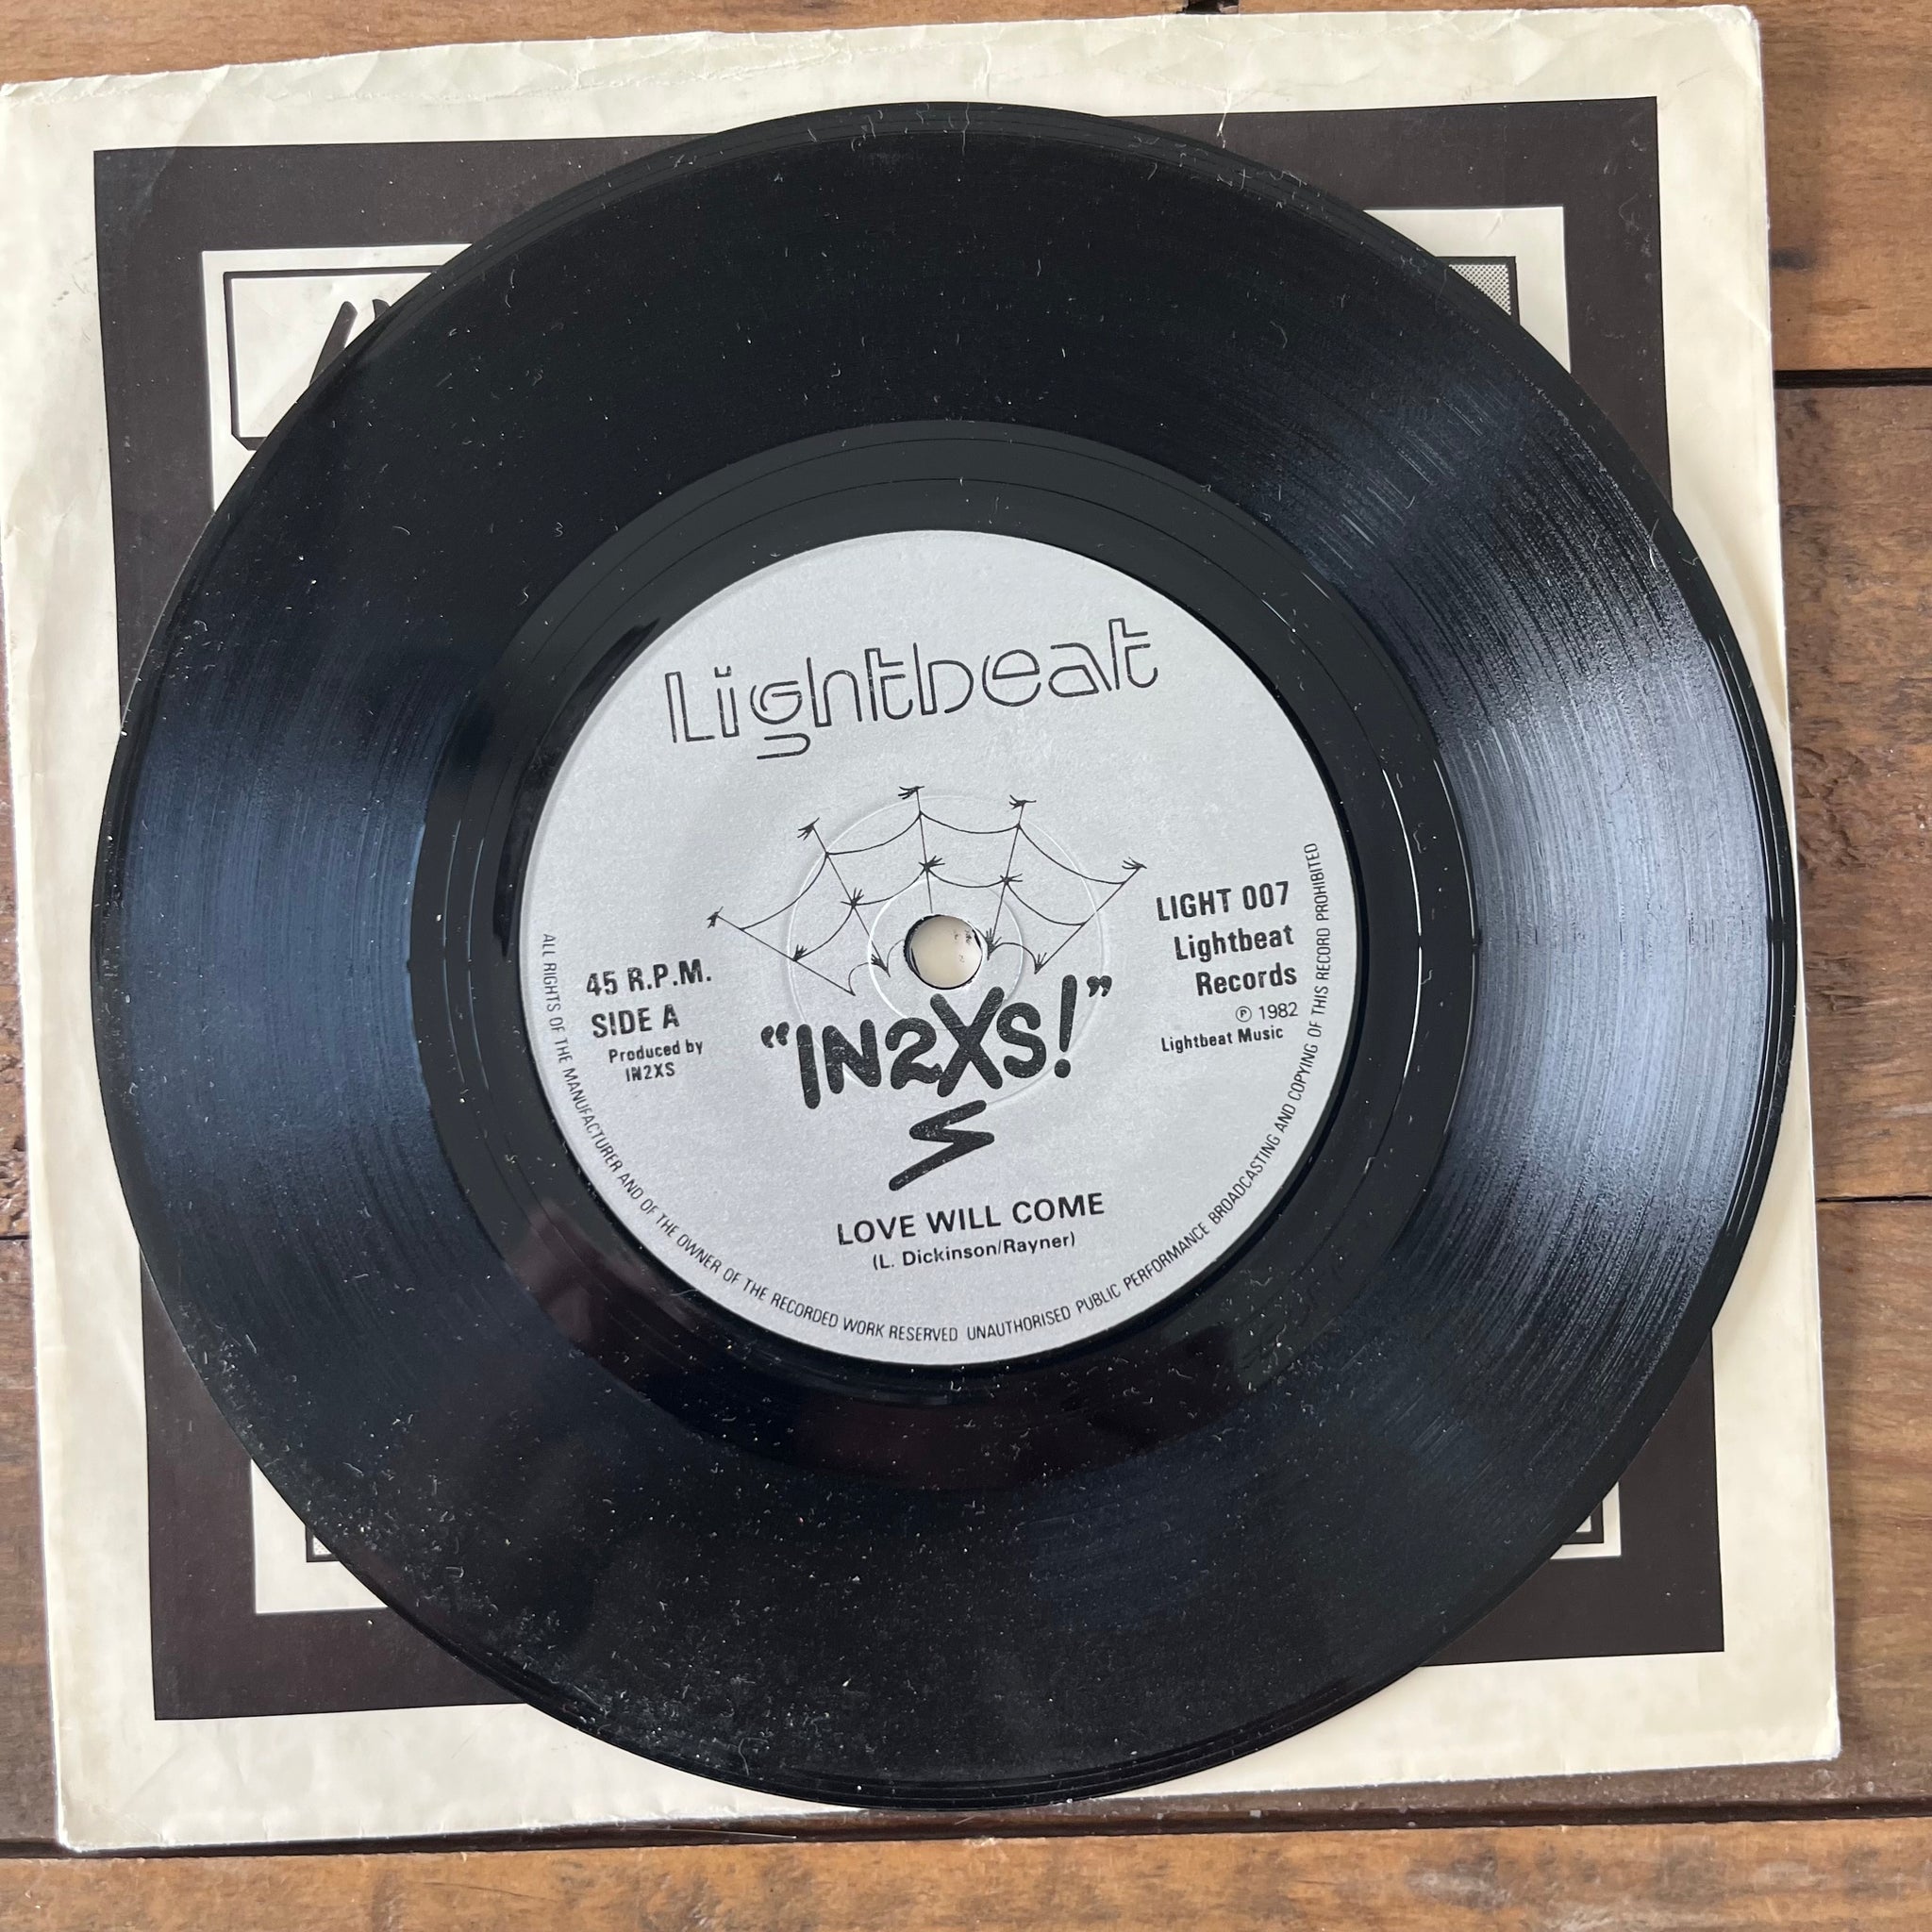 Lightbeat
45 R.P.M.
SIDE A
Produced by
IN2XS
LIGHT 007
Lightbeat
Records
℗ 1982
Lightbeat Music
“IN2XS!”
LOVE WILL COME
(L. Dickinson/Rayner)
ALL RIGHTS OF THE MANUFACTURER AND OF THE OWNER OF THE RECORDED WORK RESERVED UNAUTHORISED PUBLIC PERFORMANCE BROADCASTING AND COPYING OF THIS RECORD PROHIBITED